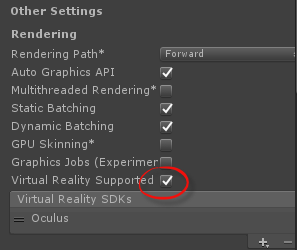 Other Settings
Rendering
Rendering Path* Forward
Auto Graphics API
Multithreaded Rendering*
Static Batching
Dynamic Batching
GPU Skinning*
Graphics Jobs (Experimer
Virtual Reality Supported
Virtual Reality SDKs
Oculus